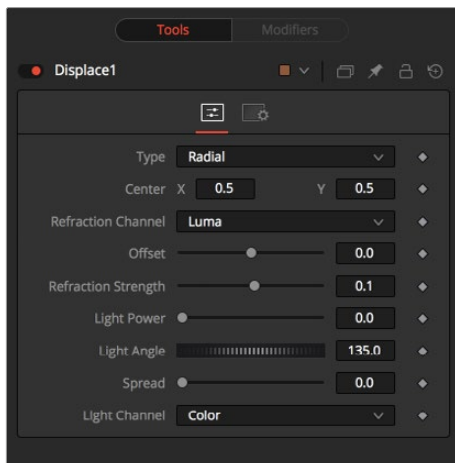 Tools Modifiers
Displace1
Type Radial
Center X 0.5 Y 0.5
Refraction Channel Luma
Offset 0.0
Refraction Strength 0.1
Light Power 0.0
Light Angle 135.0
Spread 0.0
Light Channel Color